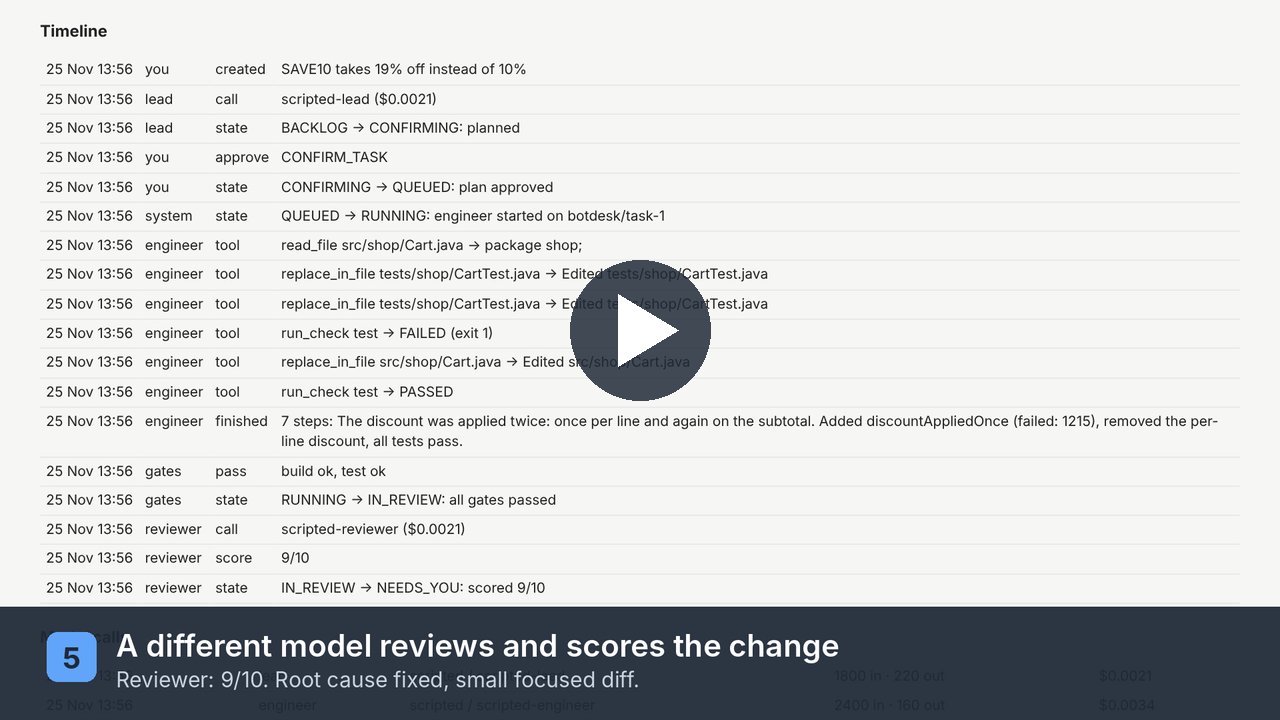 Timeline
25 Nov 13:56 you created SAVE10 takes 19% off instead of 10%
25 Nov 13:56 lead call scripted-lead ($0.0021)
25 Nov 13:56 lead state BACKLOG → CONFIRMING: planned
25 Nov 13:56 you approve CONFIRM_TASK
25 Nov 13:56 you state CONFIRMING → QUEUED: plan approved
25 Nov 13:56 system state QUEUED → RUNNING: engineer started on botdesk/task-1
25 Nov 13:56 engineer tool read_file src/shop/Cart.java → package shop;
25 Nov 13:56 engineer tool replace_in_file tests/shop/CartTest.java → Edited tests/shop/CartTest.java
25 Nov 13:56 engineer tool replace_in_file tests/shop/CartTest.java → Edited tests/shop/CartTest.java
25 Nov 13:56 engineer tool run_check test → FAILED (exit 1)
25 Nov 13:56 engineer tool replace_in_file src/shop/Cart.java → Edited src/shop/Cart.java
25 Nov 13:56 engineer tool run_check test → PASSED
25 Nov 13:56 engineer finished 7 steps: The discount was applied twice: once per line and again on the subtotal. Added discountAppliedOnce (failed: 1215), removed the per-
line discount, all tests pass.
25 Nov 13:56 gates pass build ok, test ok
25 Nov 13:56 gates state RUNNING → IN_REVIEW: all gates passed
25 Nov 13:56 reviewer call scripted-reviewer ($0.0021)
25 Nov 13:56 reviewer score 9/10
25 Nov 13:56 reviewer state IN_REVIEW → NEEDS_YOU: scored 9/10
5 A different model reviews and scores the change
Reviewer: 9/10. Root cause fixed, small focused diff.
1800 in · 220 out $0.0021
25 Nov 13:56 engineer scripted / scripted-engineer 2400 in · 160 out $0.0034